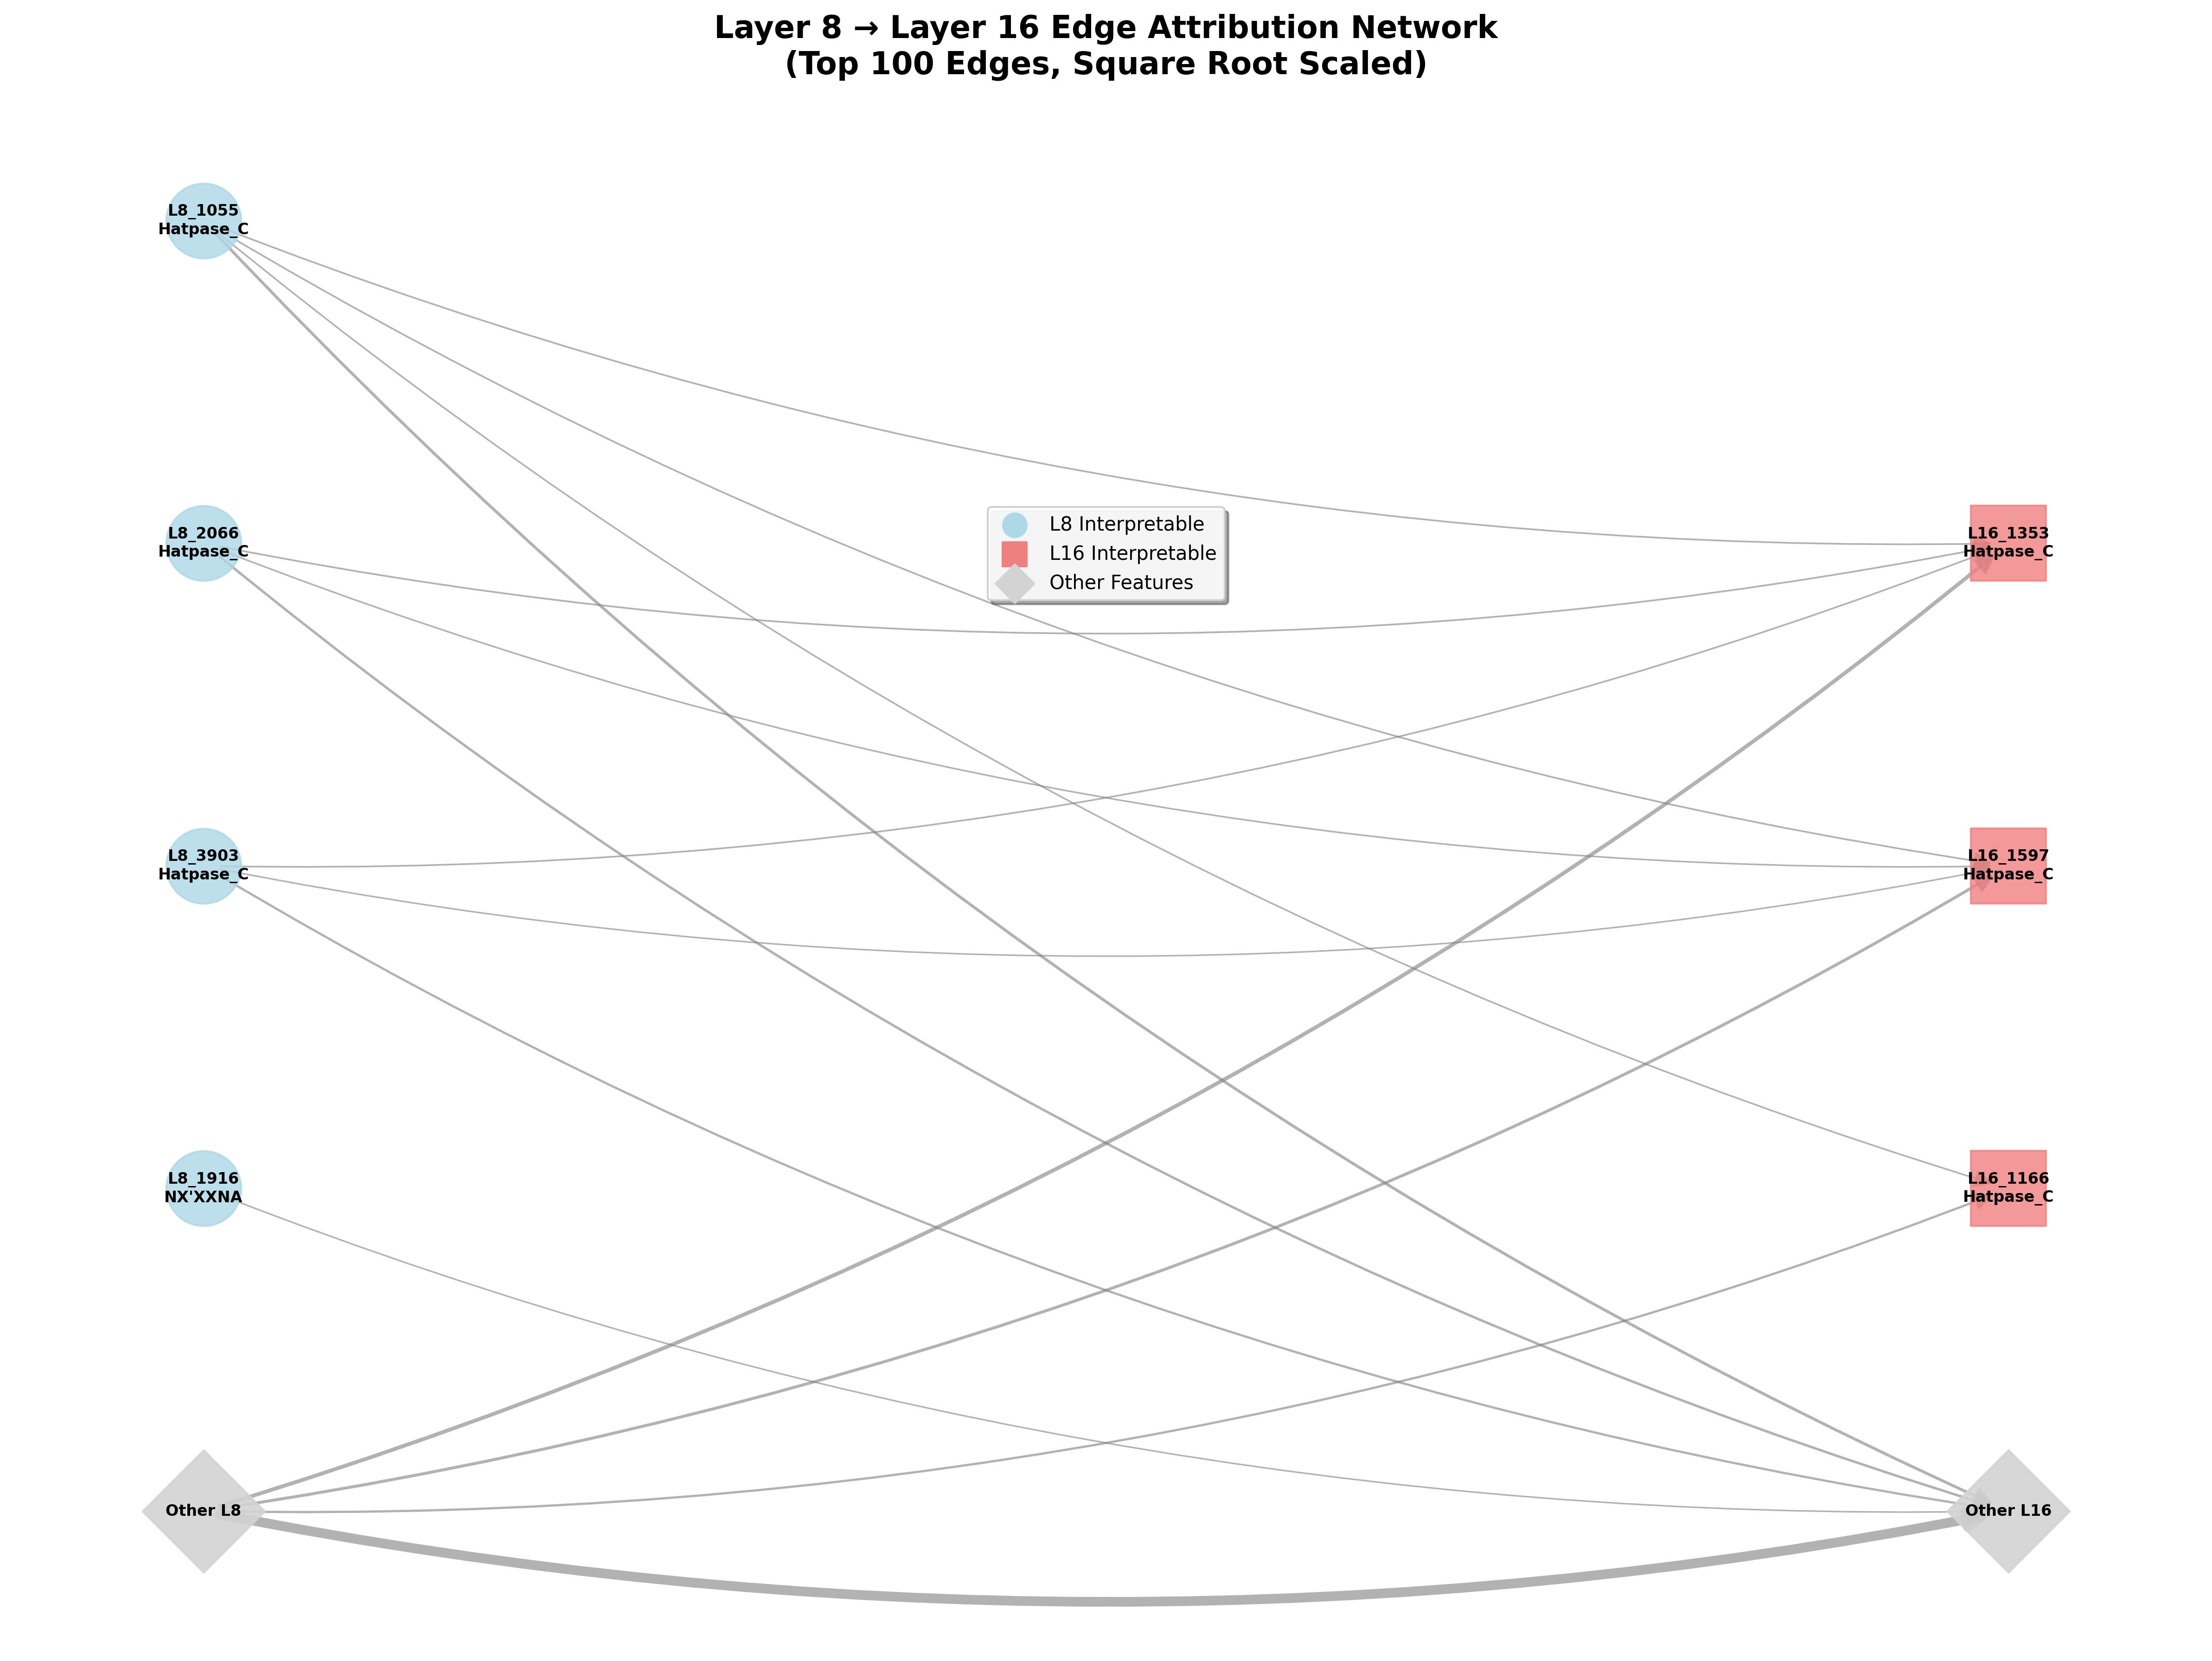 Layer 8 → Layer 16 Edge Attribution Network
(Top 100 Edges, Square Root Scaled)
L8_1055
Hatpase_C
L8_2066
Hatpase_C
L8 Interpretable
L16 Interpretable
Other Features
L16_1353
Hatpase_C
L8_3903
Hatpase_C
L16_1597
Hatpase_C
L8_1916
NX'XXNA
L16_1166
Hatpase_C
Other L8
Other L16